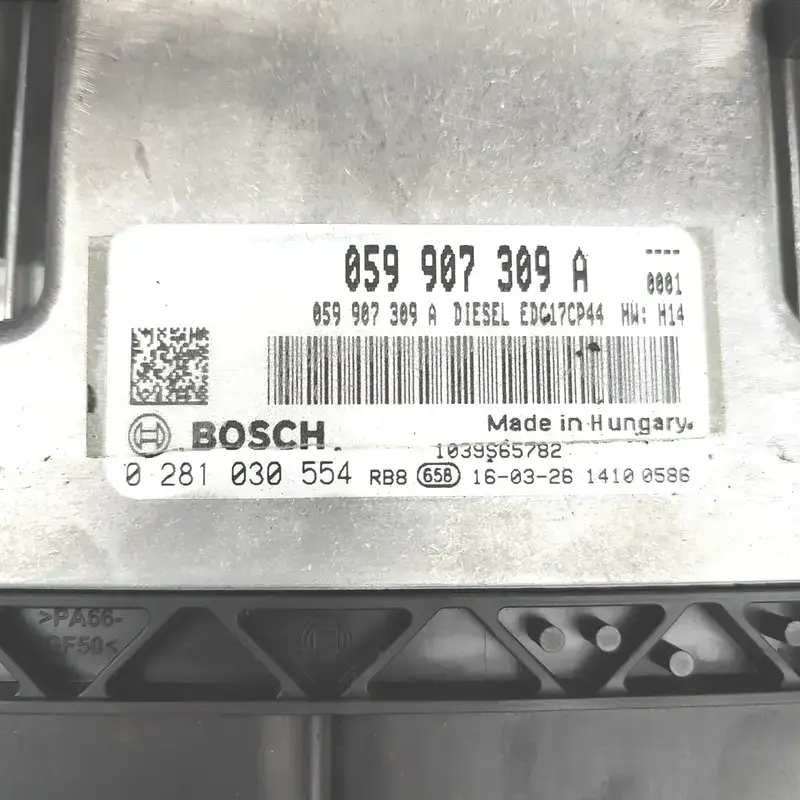 059 907 309 A
----
0001
059 907 309 A DIESEL EDC17CP44 HW: H14
BOSCH
Made in Hungary.
1039S65782
0 281 030 554 RB8 658 16-03-26 1410 0586
>PA66-
GF50<